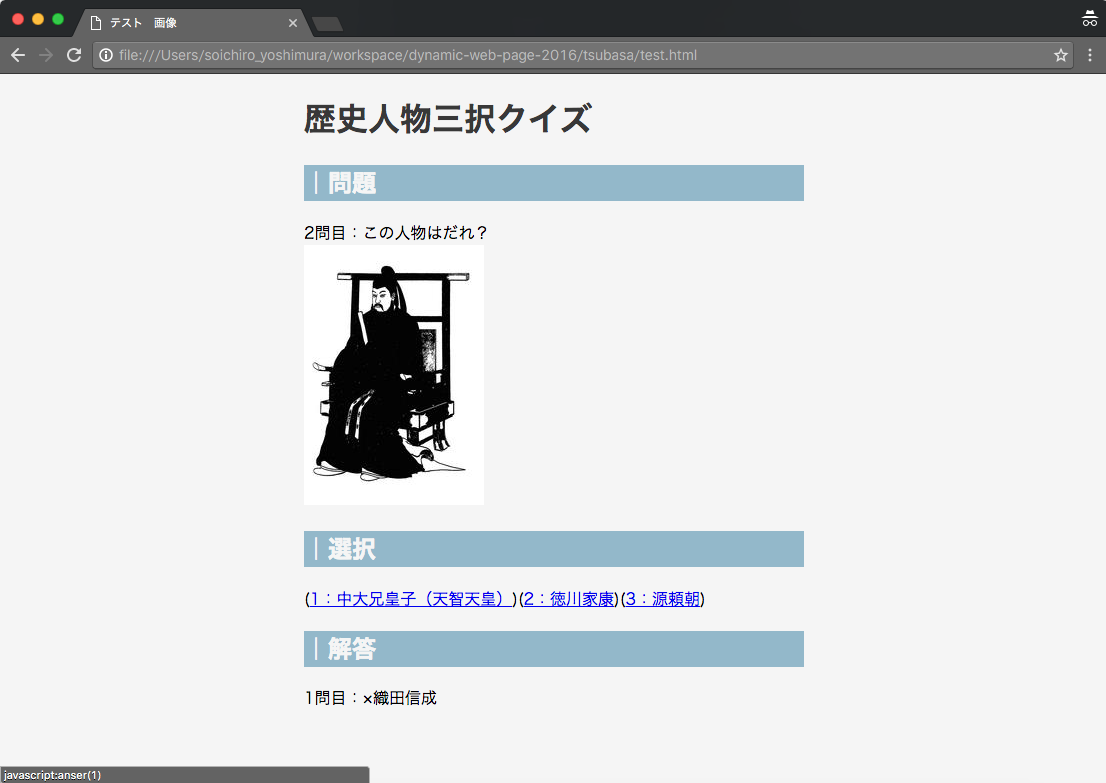 テスト 画像
file:///Users/soichiro_yoshimura/workspace/dynamic-web-page-2016/tsubasa/test.html
歴史人物三択クイズ
｜問題
2問目：この人物はだれ？
｜選択
(1：中大兄皇子（天智天皇）)(2：徳川家康)(3：源頼朝)
｜解答
1問目：×織田信成
javascript:anser(1)